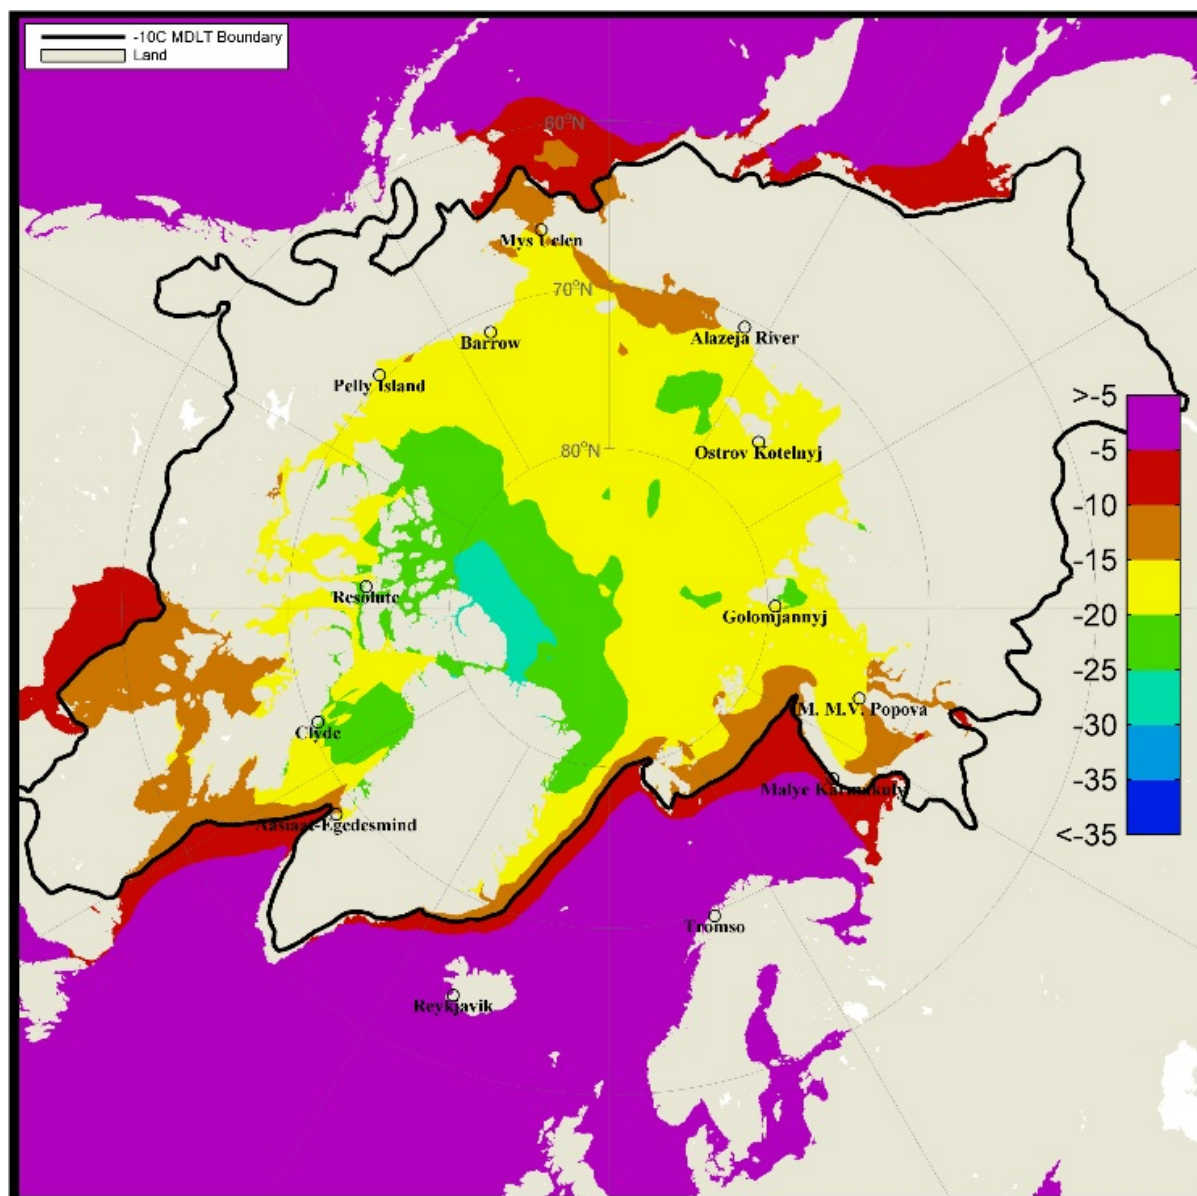 -10C MDLT Boundary
Land
60°N
Mys Uelen
70°N
Barrow
Alazeja River
Pelly Island
>-5
-5
80°N
Ostrov Kotelnyj
-10
-15
Resolute
Golomjannyj
-20
-25
M. M.V. Popova
Clyde
-30
Malye Karmakuly
-35
Aasiaat-Egedesmind
<-35
Tromso
Reykjavik